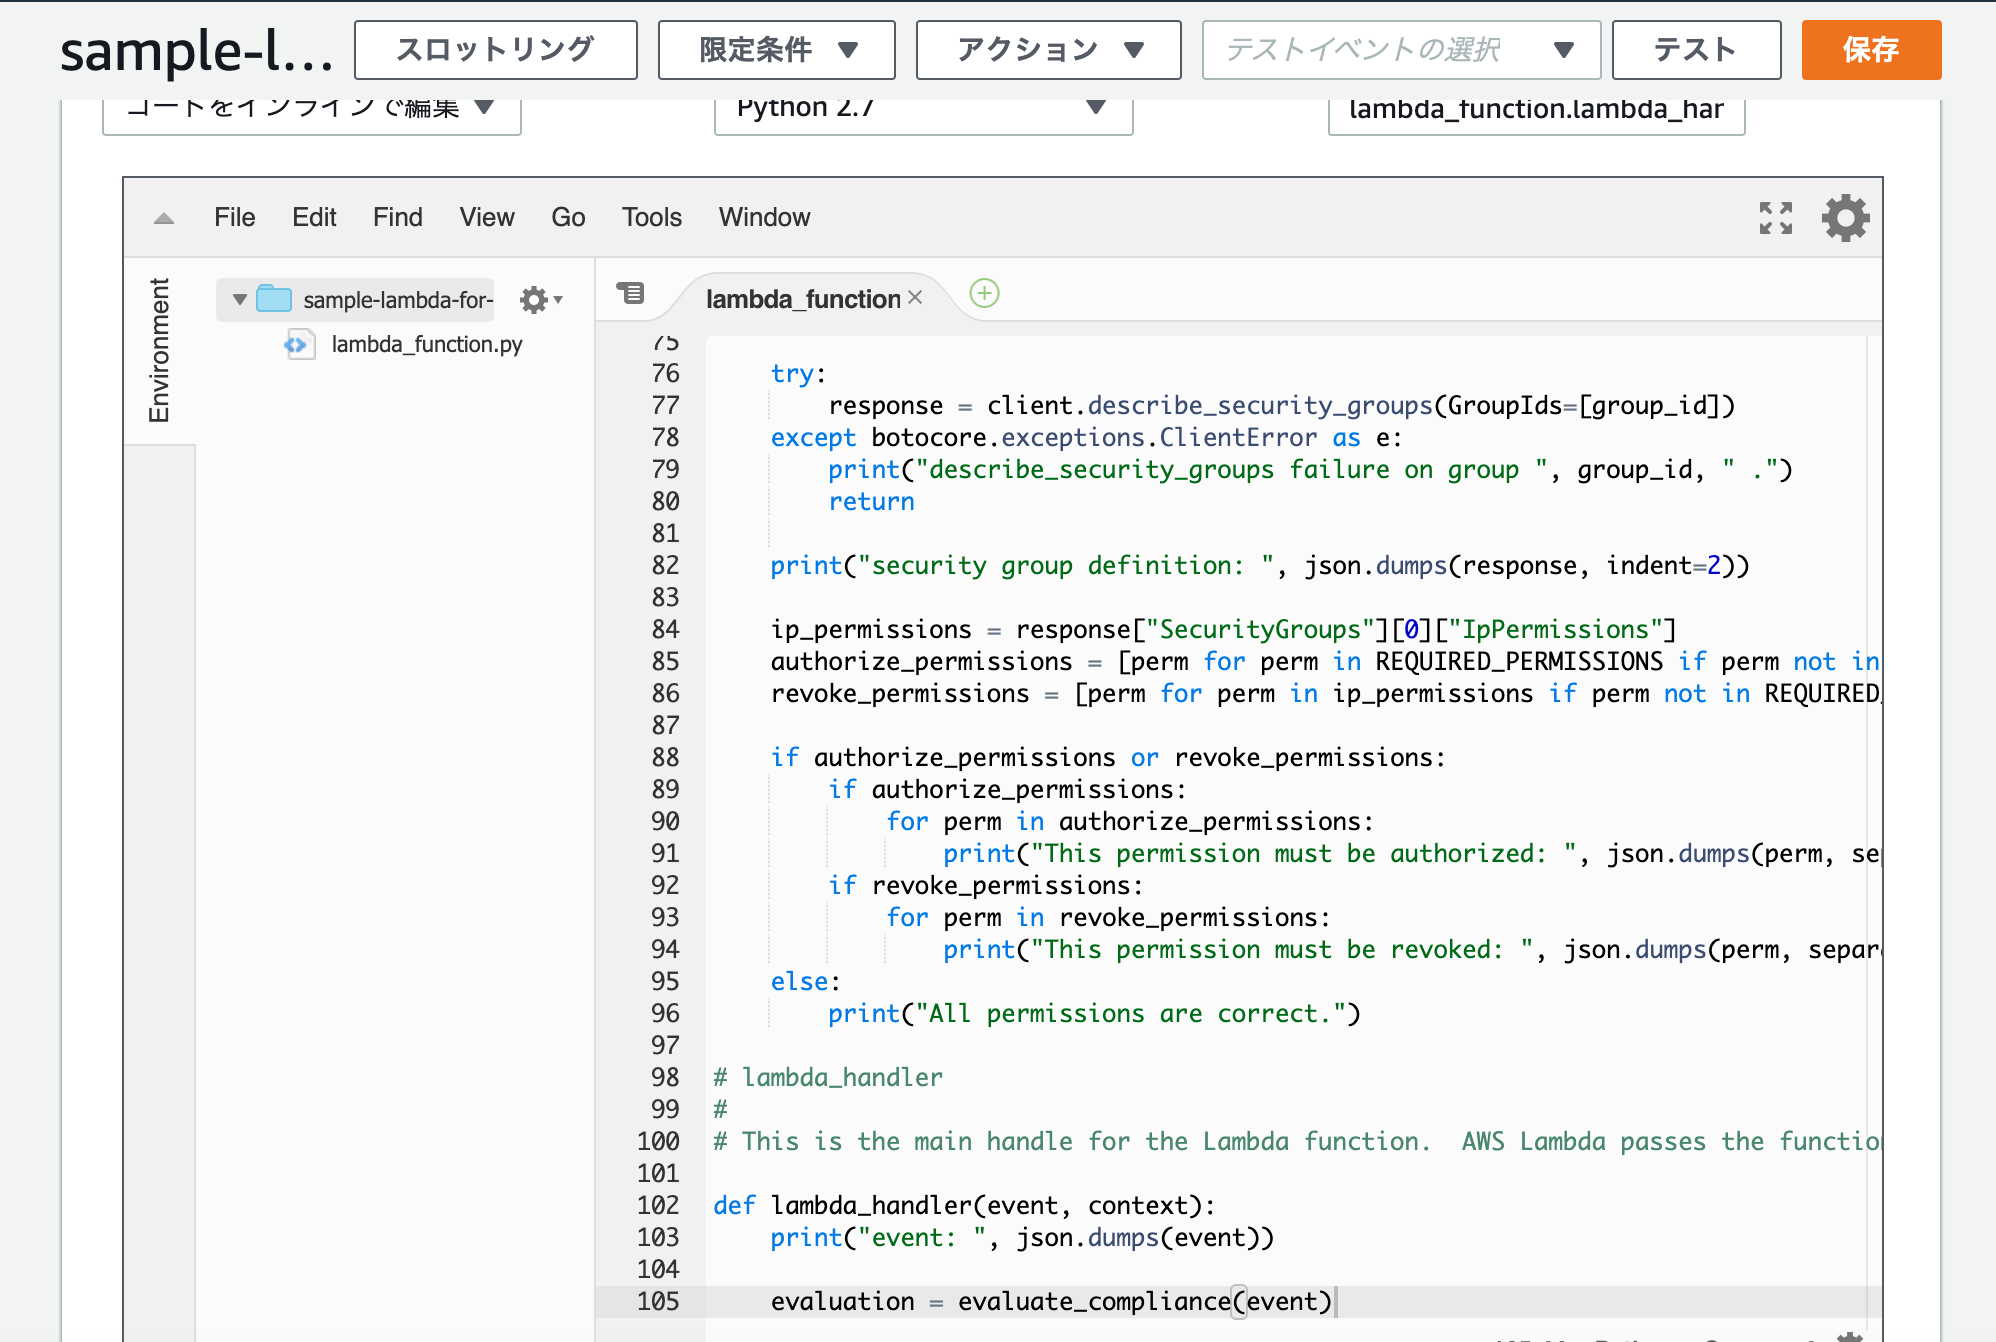 sample-l...
スロットリング
限定条件
アクション
テストイベントの選択
テスト
保存
コードをインラインで編集
Python 2.7
lambda_function.lambda_har
File Edit Find View Go Tools Window
Environment
sample-lambda-for-
lambda_function.py
lambda_function
75
76 try:
77 response = client.describe_security_groups(GroupIds=[group_id])
78 except botocore.exceptions.ClientError as e:
79 print("describe_security_groups failure on group ", group_id, " .")
80 return
81
82 print("security group definition: ", json.dumps(response, indent=2))
83
84 ip_permissions = response["SecurityGroups"][0]["IpPermissions"]
85 authorize_permissions = [perm for perm in REQUIRED_PERMISSIONS if perm not in
86 revoke_permissions = [perm for perm in ip_permissions if perm not in REQUIRED_
87
88 if authorize_permissions or revoke_permissions:
89 if authorize_permissions:
90 for perm in authorize_permissions:
91 print("This permission must be authorized: ", json.dumps(perm, se
92 if revoke_permissions:
93 for perm in revoke_permissions:
94 print("This permission must be revoked: ", json.dumps(perm, separ
95 else:
96 print("All permissions are correct.")
97
98 # lambda_handler
99 #
100 # This is the main handle for the Lambda function.  AWS Lambda passes the functio
101
102 def lambda_handler(event, context):
103 print("event: ", json.dumps(event))
104
105 evaluation = evaluate_compliance(event)